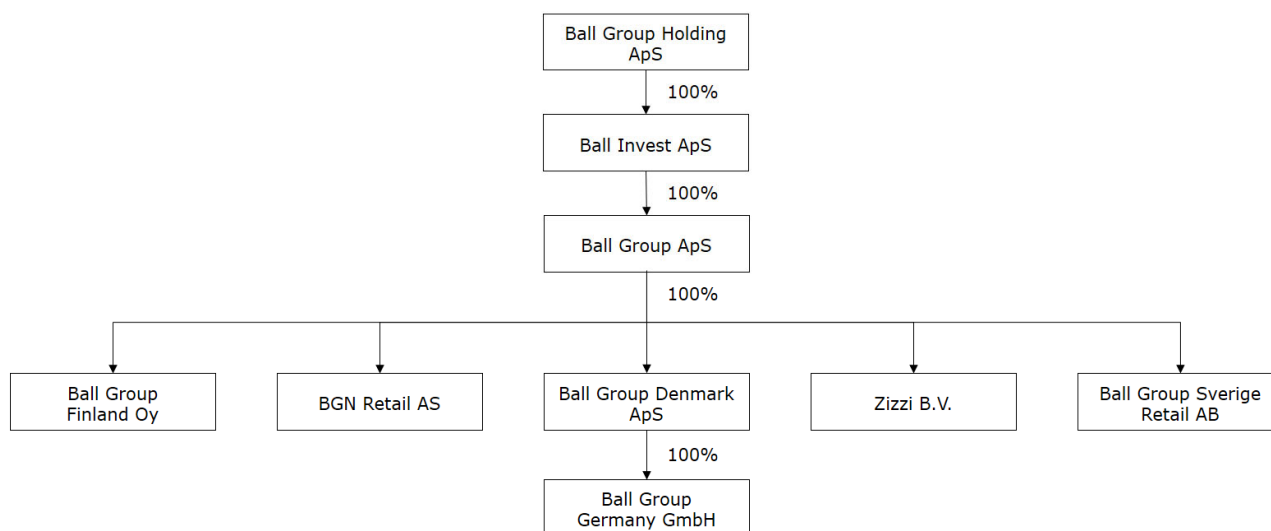 Ball Group Holding
ApS
100%
Ball Invest ApS
100%
Ball Group ApS
100%
Ball Group
Finland Oy
BGN Retail AS
Ball Group Denmark
ApS
Zizzi B.V.
Ball Group Sverige
Retail AB
100%
Ball Group
Germany GmbH